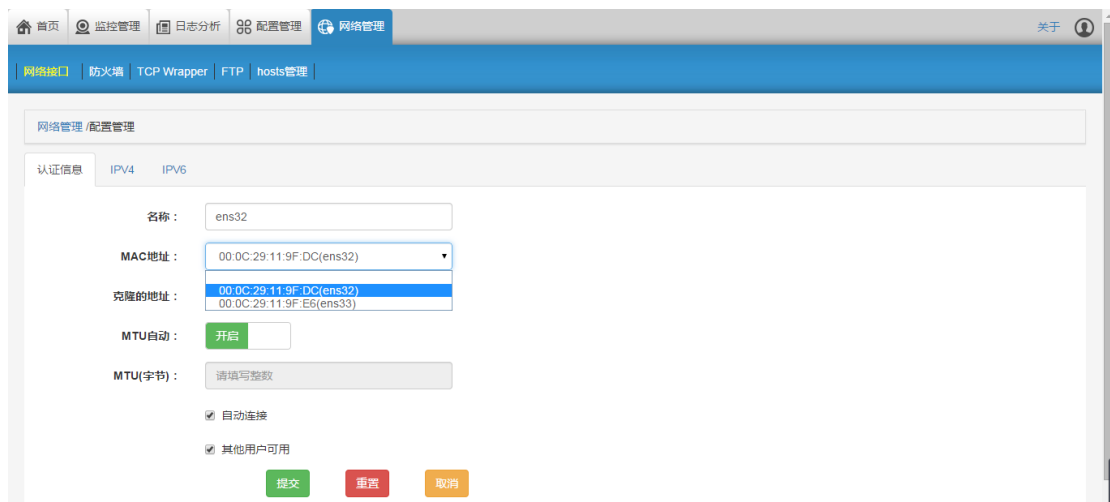 首页 监控管理 日志分析 配置管理 网络管理 关于
网络接口 防火墙 TCP Wrapper FTP hosts管理
网络管理 /配置管理
认证信息 IPV4 IPV6
名称： ens32
MAC地址： 00:0C:29:11:9F:DC(ens32)
克隆的地址： 00:0C:29:11:9F:DC(ens32)
00:0C:29:11:9F:E6(ens33)
MTU自动： 开启
MTU(字节)： 请填写整数
自动连接
其他用户可用
提交 重置 取消